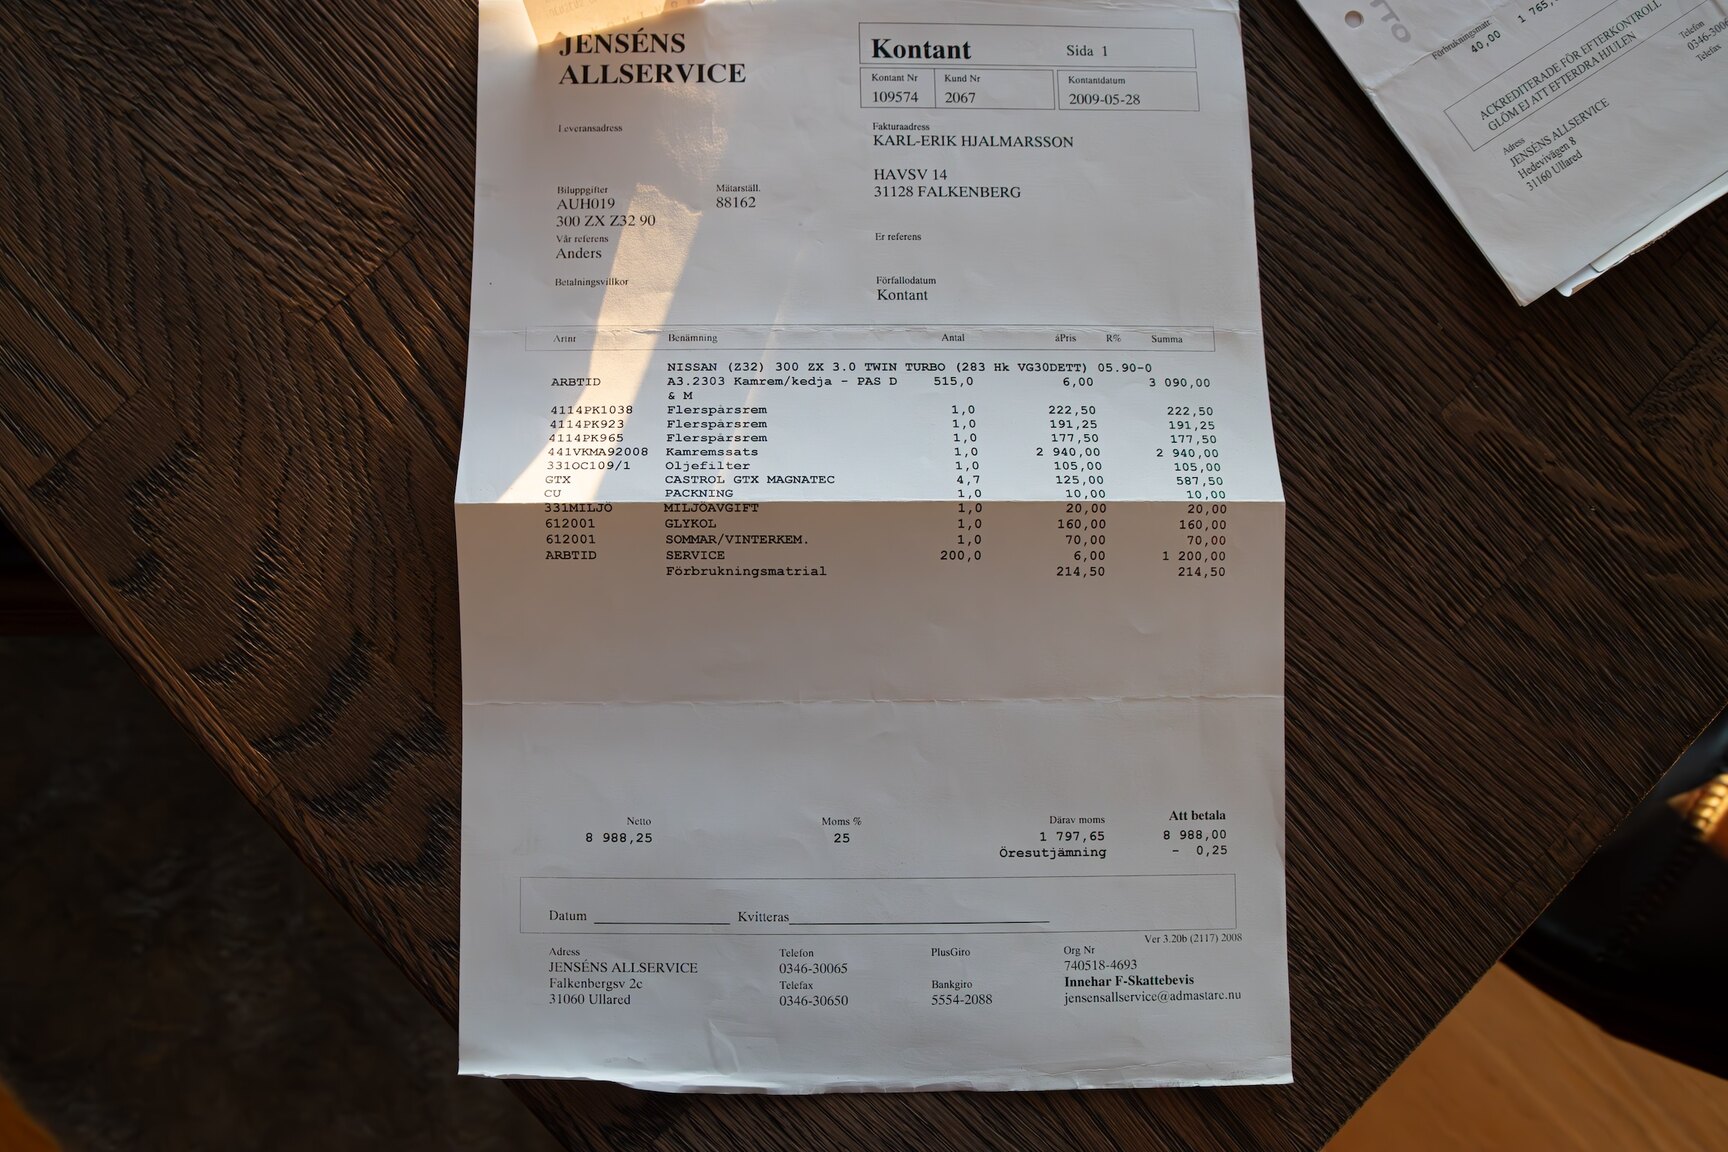 JENSÉNS
ALLSERVICE
Kontant Sida 1
Kontant Nr Kund Nr Kontantdatum
109574 2067 2009-05-28
Leveransadress
Fakturaadress
KARL-ERIK HJALMARSSON
HAVSV 14
31128 FALKENBERG
Biluppgifter Mätarställ.
AUH019 88162
300 ZX Z32 90
Vår referens Er referens
Anders
Betalningsvillkor Förfallodatum
Kontant
Artnr Benämning Antal áPris R% Summa
NISSAN (Z32) 300 ZX 3.0 TWIN TURBO (283 Hk VG30DETT) 05.90-0
ARBTID A3.2303 Kamrem/kedja - PAS D 515,0 6,00 3 090,00
& M
4114PK1038 Flerspårsrem 1,0 222,50 222,50
4114PK923 Flerspårsrem 1,0 191,25 191,25
4114PK965 Flerspårsrem 1,0 177,50 177,50
441VKMA92008 Kamremssats 1,0 2 940,00 2 940,00
331OC109/1 Oljefilter 1,0 105,00 105,00
GTX CASTROL GTX MAGNATEC 4,7 125,00 587,50
CU PACKNING 1,0 10,00 10,00
331MILJÖ MILJÖAVGIFT 1,0 20,00 20,00
612001 GLYKOL 1,0 160,00 160,00
612001 SOMMAR/VINTERKEM. 1,0 70,00 70,00
ARBTID SERVICE 200,0 6,00 1 200,00
Förbrukningsmatrial 214,50 214,50
Netto Moms % Därav moms Att betala
8 988,25 25 1 797,65 8 988,00
Öresutjämning - 0,25
Datum Kvitteras
Ver 3.20b (2117) 2008
Adress Telefon PlusGiro Org Nr
JENSÉNS ALLSERVICE 0346-30065 740518-4693
Falkenbergsv 2c Telefax Bankgiro Innehar F-Skattebevis
31060 Ullared 0346-30650 5554-2088 jensensallservice@admastare.nu
Förbrukningsmatr.
40,00
1 765,
ACKREDITERADE FÖR EFTERKONTROLL
GLÖM EJ ATT EFTERDRA HJULEN
Adress
JENSÉNS ALLSERVICE
Hedevivägen 8
31160 Ullared
Telefon
Telefax